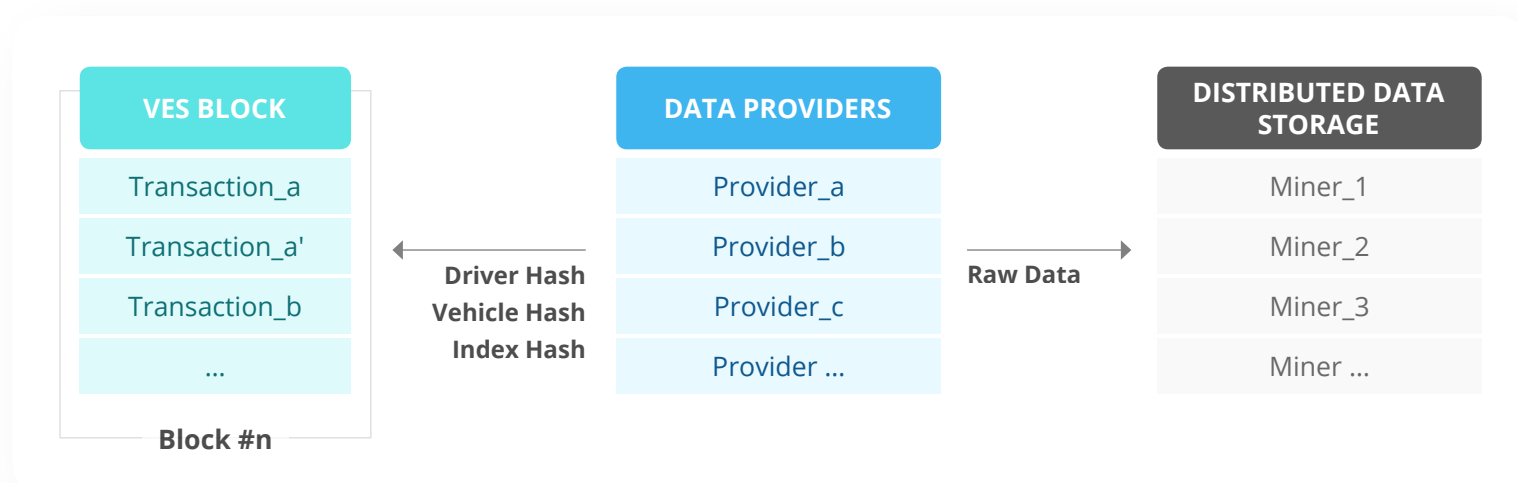 VES BLOCK
Transaction_a
Transaction_a'
Transaction_b
...
Block #n
Driver Hash
Vehicle Hash
Index Hash
DATA PROVIDERS
Provider_a
Provider_b
Provider_c
Provider ...
Raw Data
DISTRIBUTED DATA
STORAGE
Miner_1
Miner_2
Miner_3
Miner ...